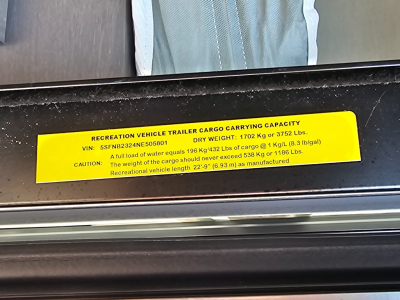 RECREATION VEHICLE TRAILER CARGO CARRYING CAPACITY
VIN: 5SFNB2324NE505801 DRY WEIGHT: 1702 Kg or 3752 Lbs.
A full load of water equals 196 Kg/432 Lbs of cargo @ 1 Kg/L (8.3 lb/gal)
CAUTION: The weight of the cargo should never exceed 538 Kg or 1186 Lbs.
Recreational vehicle length 22'-9" (6.93 m) as manufactured